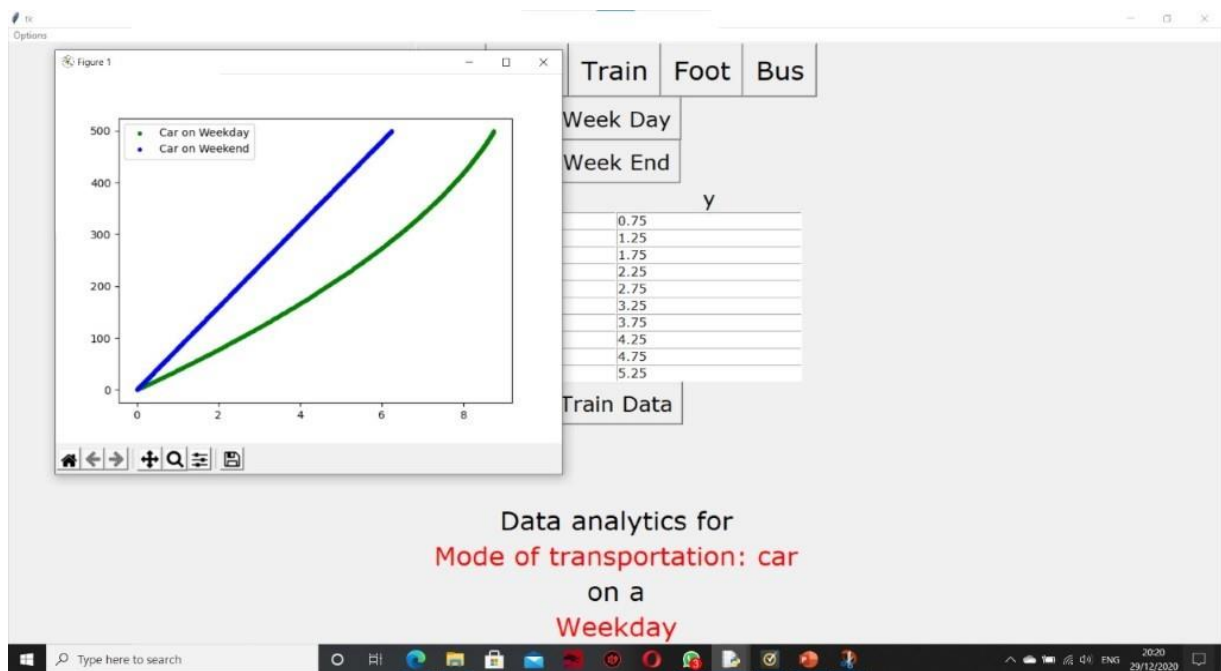 tk
Options
Figure 1
Train Foot Bus
Week Day
Week End
500
400
300
200
100
0
Car on Weekday
Car on Weekend
0 2 4 6 8
y
0.75
1.25
1.75
2.25
2.75
3.25
3.75
4.25
4.75
5.25
Train Data
Data analytics for
Mode of transportation: car
on a
Weekday
Type here to search
ENG
20:20
29/12/2020